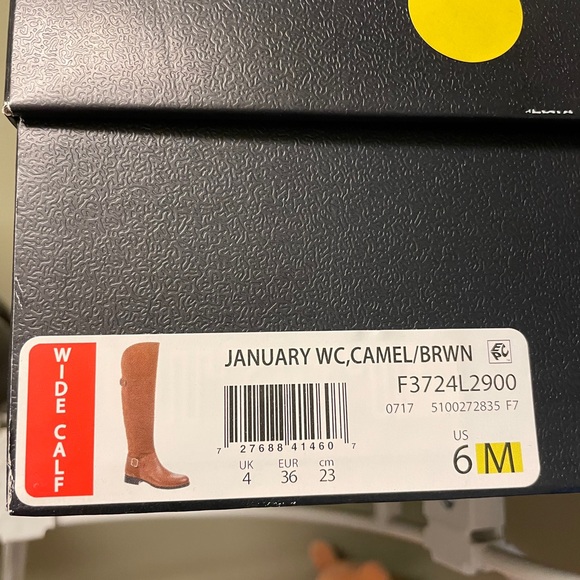 WIDE CALF
JANUARY WC,CAMEL/BRWN
F3724L2900
0717 5100272835 F7
7 27688 41460 7
UK EUR cm
4 36 23
US
6 M